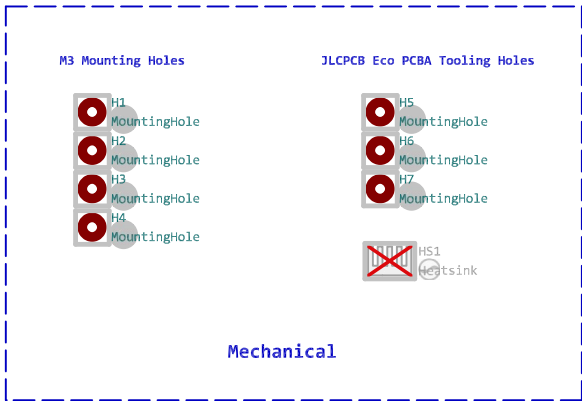 M3 Mounting Holes
H1
MountingHole
H2
MountingHole
H3
MountingHole
H4
MountingHole
JLCPCB Eco PCBA Tooling Holes
H5
MountingHole
H6
MountingHole
H7
MountingHole
HS1
Heatsink
Mechanical